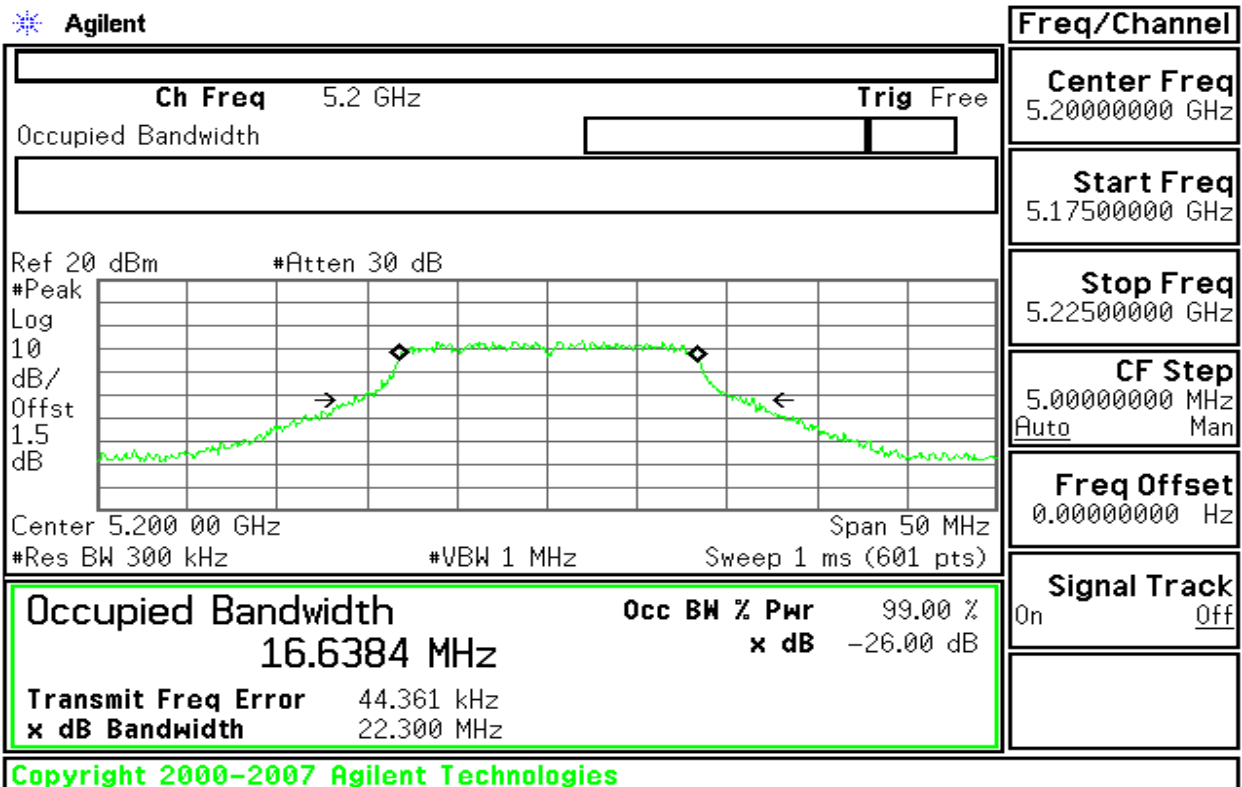 Agilent
Freq/Channel
Ch Freq 5.2 GHz Trig Free
Occupied Bandwidth
Center Freq
5.20000000 GHz
Start Freq
5.17500000 GHz
Stop Freq
5.22500000 GHz
CF Step
5.00000000 MHz
Auto Man
Freq Offset
0.00000000 Hz
Signal Track
On Off
Ref 20 dBm #Atten 30 dB
#Peak
Log
10
dB/
Offst
1.5
dB
Center 5.200 00 GHz Span 50 MHz
#Res BW 300 kHz #VBW 1 MHz Sweep 1 ms (601 pts)
Occupied Bandwidth Occ BW % Pwr 99.00 %
16.6384 MHz x dB -26.00 dB
Transmit Freq Error 44.361 kHz
x dB Bandwidth 22.300 MHz
Copyright 2000-2007 Agilent Technologies